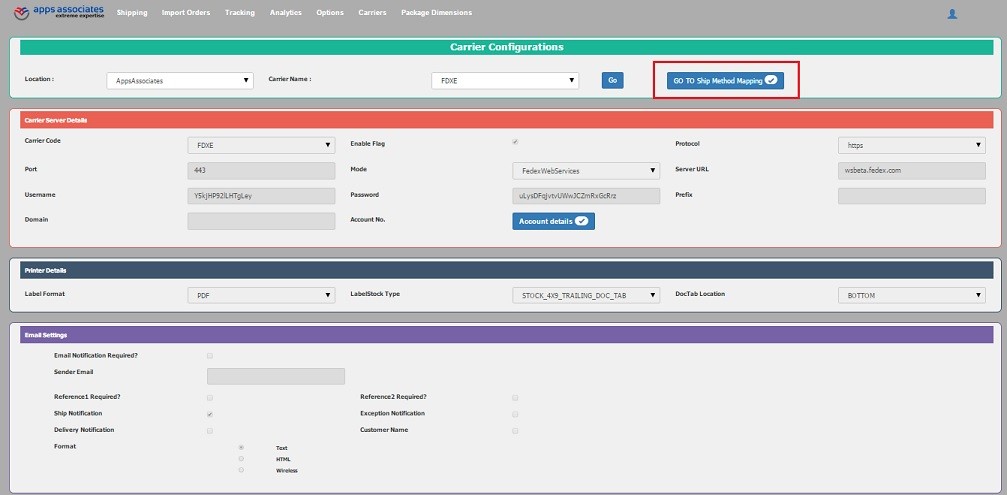 apps associates
extreme expertise
Shipping Import Orders Tracking Analytics Options Carriers Package Dimensions
Carrier Configurations
Location : AppsAssociates Carrier Name : FDXE Go GO TO Ship Method Mapping
Carrier Server Details
Carrier Code FDXE Enable Flag Protocol https
Port 443 Mode FedexWebServices Server URL wsbeta.fedex.com
Username Password Prefix
Domain Account No. Account details
Printer Details
Label Format PDF LabelStock Type STOCK_4X9_TRAILING_DOC_TAB DocTab Location BOTTOM
Email Settings
Email Notification Required?
Sender Email
Reference1 Required? Reference2 Required?
Ship Notification Exception Notification
Delivery Notification Customer Name
Format Text
HTML
Wireless